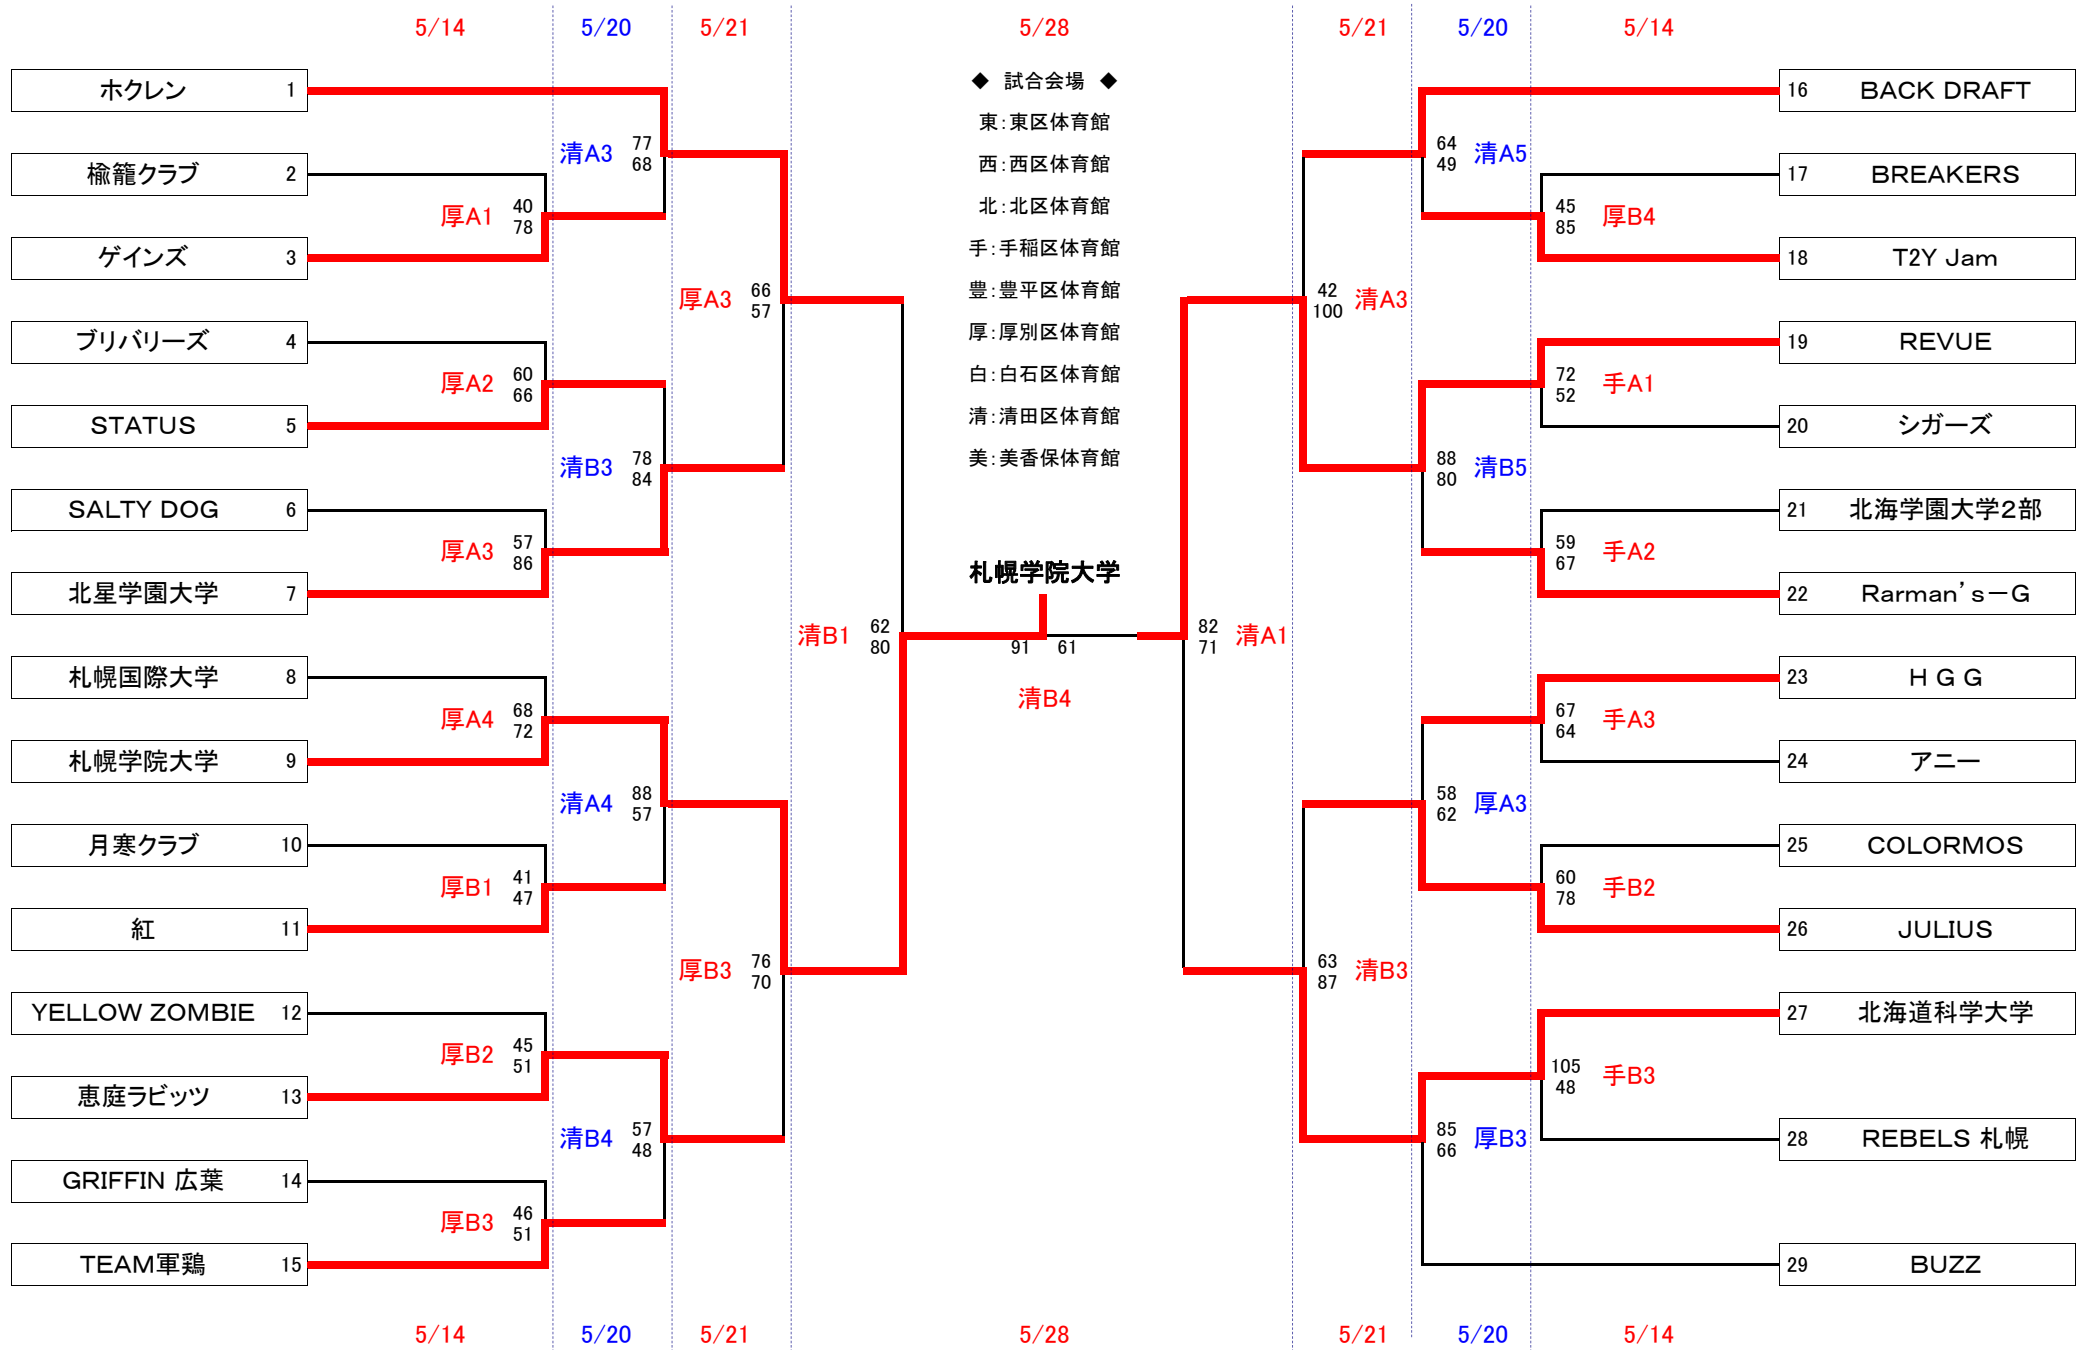 5/14 5/20 5/21 5/28 5/21 5/20 5/14
ホクレン 1
楡籠クラブ 2
ゲインズ 3
ブリバリーズ 4
STATUS 5
SALTY DOG 6
北星学園大学 7
札幌国際大学 8
札幌学院大学 9
月寒クラブ 10
紅 11
YELLOW ZOMBIE 12
恵庭ラビッツ 13
GRIFFIN 広葉 14
TEAM軍鶏 15
厚A1 40
78
厚A2 60
66
厚A3 57
86
厚A4 68
72
厚B1 41
47
厚B2 45
51
厚B3 46
51
清A3 77
68
清B3 78
84
清A4 88
57
清B4 57
48
厚A3 66
57
厚B3 76
70
清B1 62
80
◆ 試合会場 ◆
東:東区体育館
西:西区体育館
北:北区体育館
手:手稲区体育館
豊:豊平区体育館
厚:厚別区体育館
白:白石区体育館
清:清田区体育館
美:美香保体育館
札幌学院大学
91 61
清B4
82 清A1
71
42 清A3
100
63 清B3
87
64 清A5
49
88 清B5
80
58 厚A3
62
85 厚B3
66
45 厚B4
85
72 手A1
52
59 手A2
67
67 手A3
64
60 手B2
78
105 手B3
48
16 BACK DRAFT
17 BREAKERS
18 T2Y Jam
19 REVUE
20 シガーズ
21 北海学園大学2部
22 Rarman's-G
23 H G G
24 アニー
25 COLORMOS
26 JULIUS
27 北海道科学大学
28 REBELS 札幌
29 BUZZ
5/14 5/20 5/21 5/28 5/21 5/20 5/14